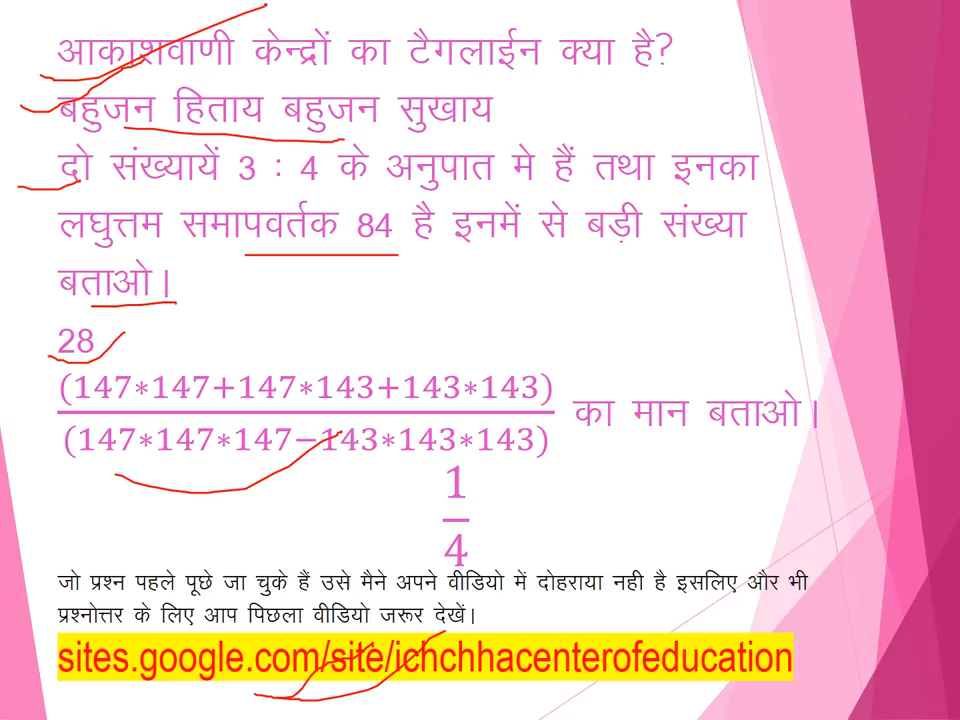 आकाशवाणी केन्द्रों का टैगलाईन क्या है?
बहुजन हिताय बहुजन सुखाय
दो संख्यायें 3 : 4 के अनुपात मे हैं तथा इनका
लघुत्तम समापवर्तक 84 है इनमें से बड़ी संख्या
बताओ।
28
(147*147+147*143+143*143)
(147*147*147−143*143*143)
का मान बताओ।
1
4
जो प्रश्न पहले पूछे जा चुके हैं उसे मैने अपने वीडियो में दोहराया नही है इसलिए और भी
प्रश्नोत्तर के लिए आप पिछला वीडियो जरूर देखें।
sites.google.com/site/ichchhacenterofeducation